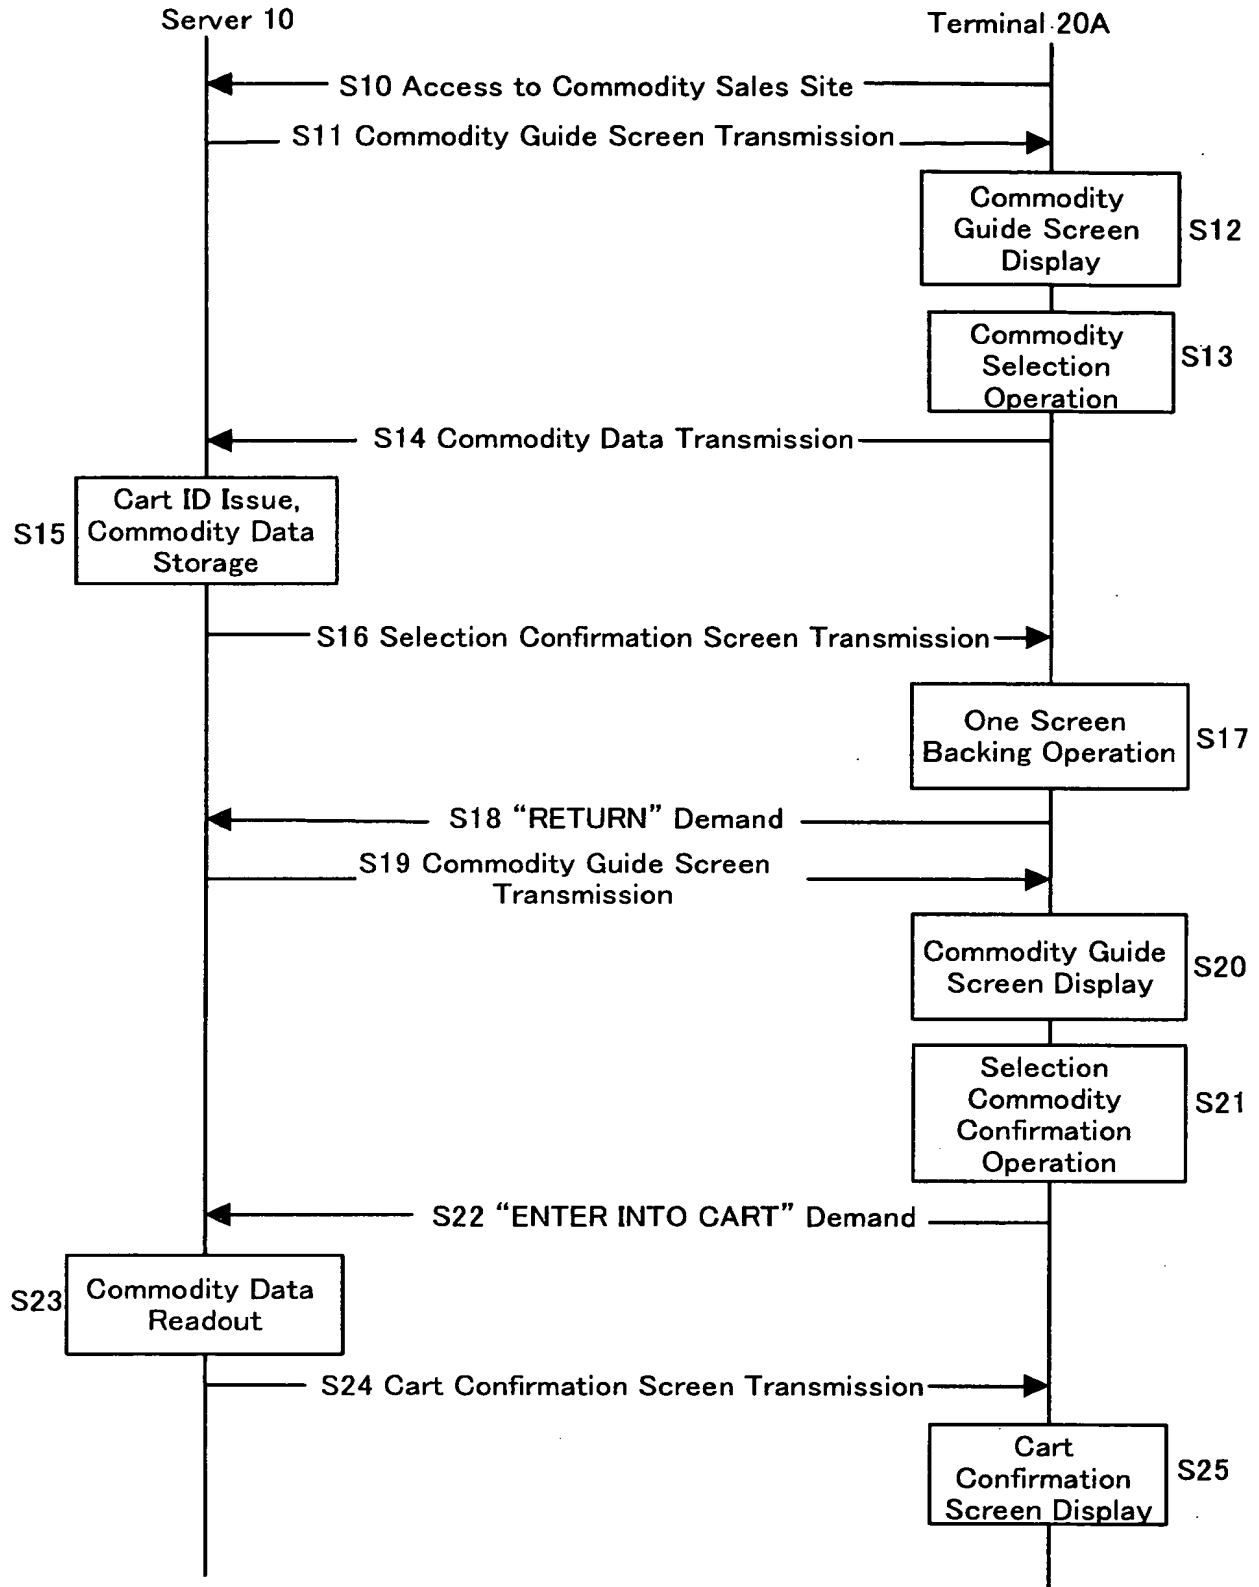 Server 10
Terminal 20A
S10 Access to Commodity Sales Site
S11 Commodity Guide Screen Transmission
Commodity
Guide Screen
Display
S12
Commodity
Selection
Operation
S13
S14 Commodity Data Transmission
Cart ID Issue,
Commodity Data
Storage
S15
S16 Selection Confirmation Screen Transmission
One Screen
Backing Operation
S17
S18 “RETURN” Demand
S19 Commodity Guide Screen
Transmission
Commodity Guide
Screen Display
S20
Selection
Commodity
Confirmation
Operation
S21
S22 “ENTER INTO CART” Demand
Commodity Data
Readout
S23
S24 Cart Confirmation Screen Transmission
Cart
Confirmation
Screen Display
S25